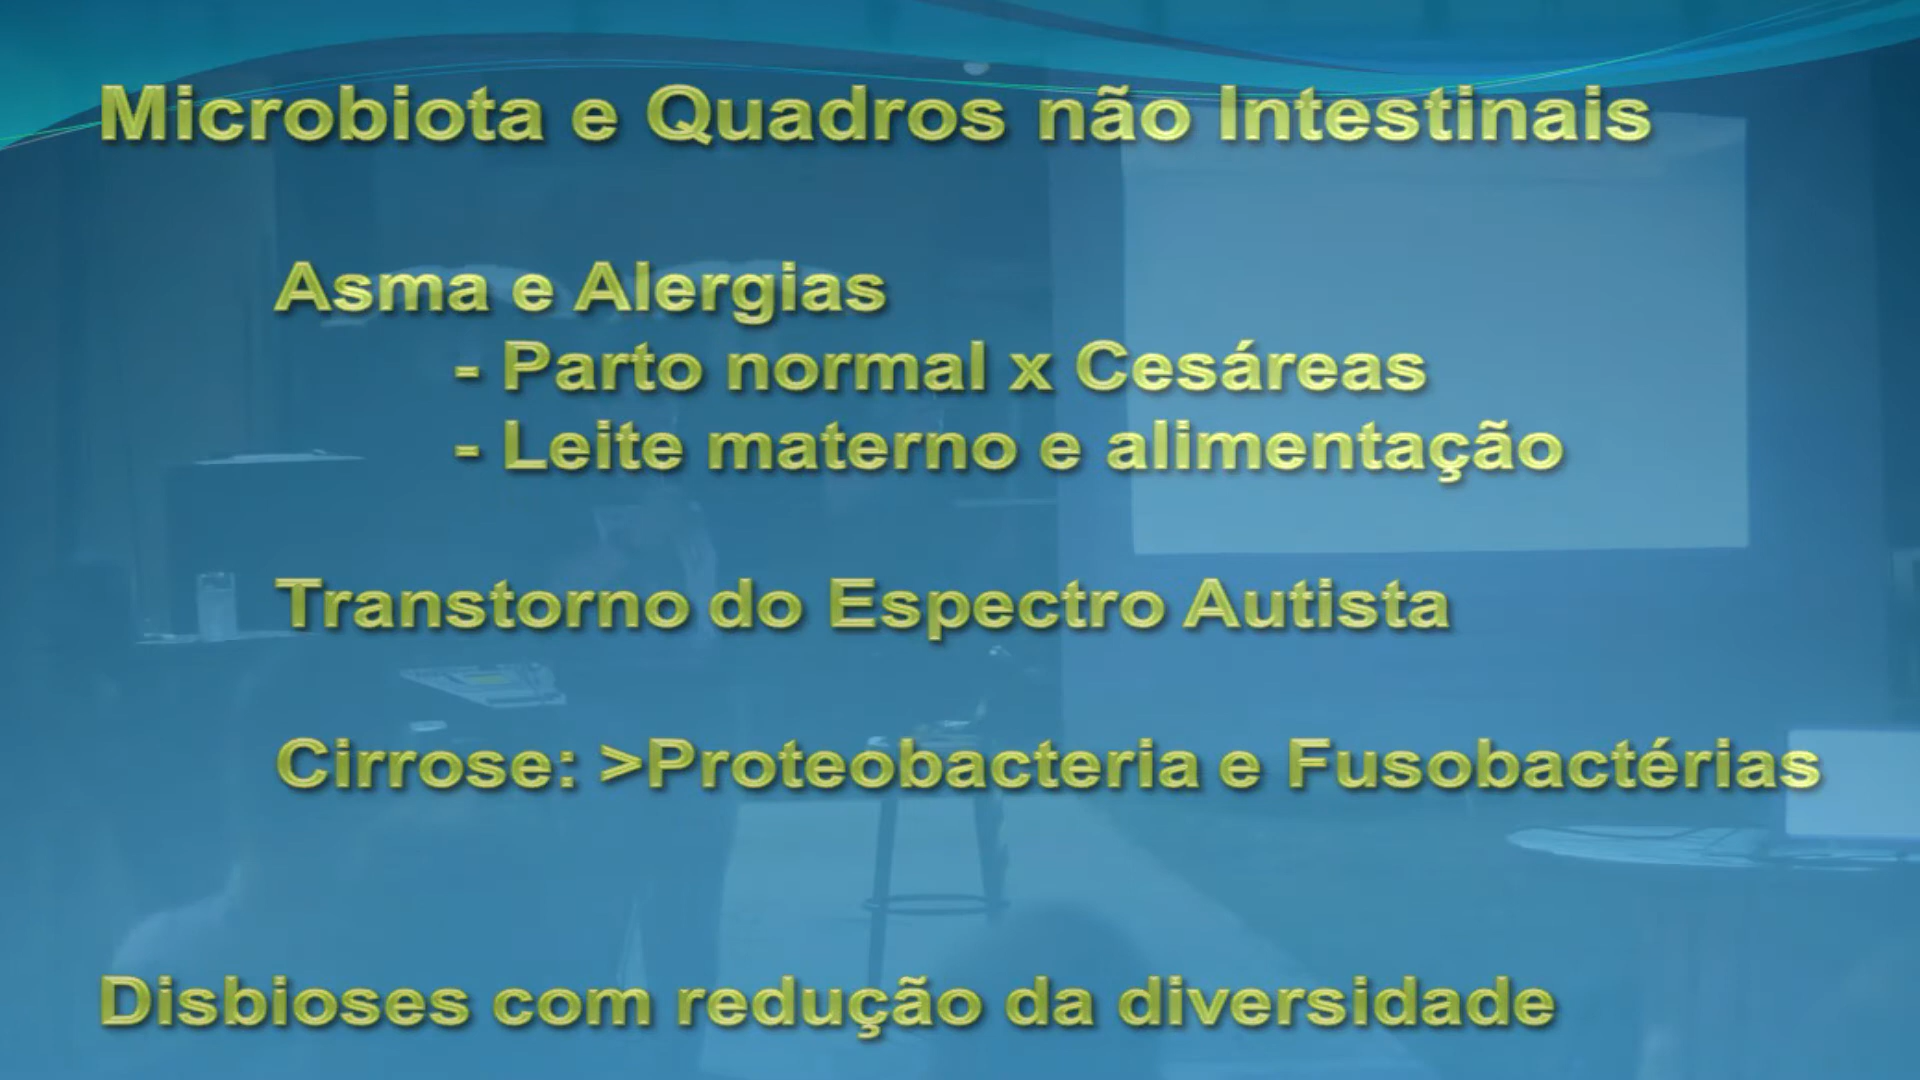 Microbiota e Quadros não Intestinais
Asma e Alergias
- Parto normal x Cesáreas
- Leite materno e alimentação
Transtorno do Espectro Autista
Cirrose: >Proteobacteria e Fusobactérias
Disbioses com redução da diversidade